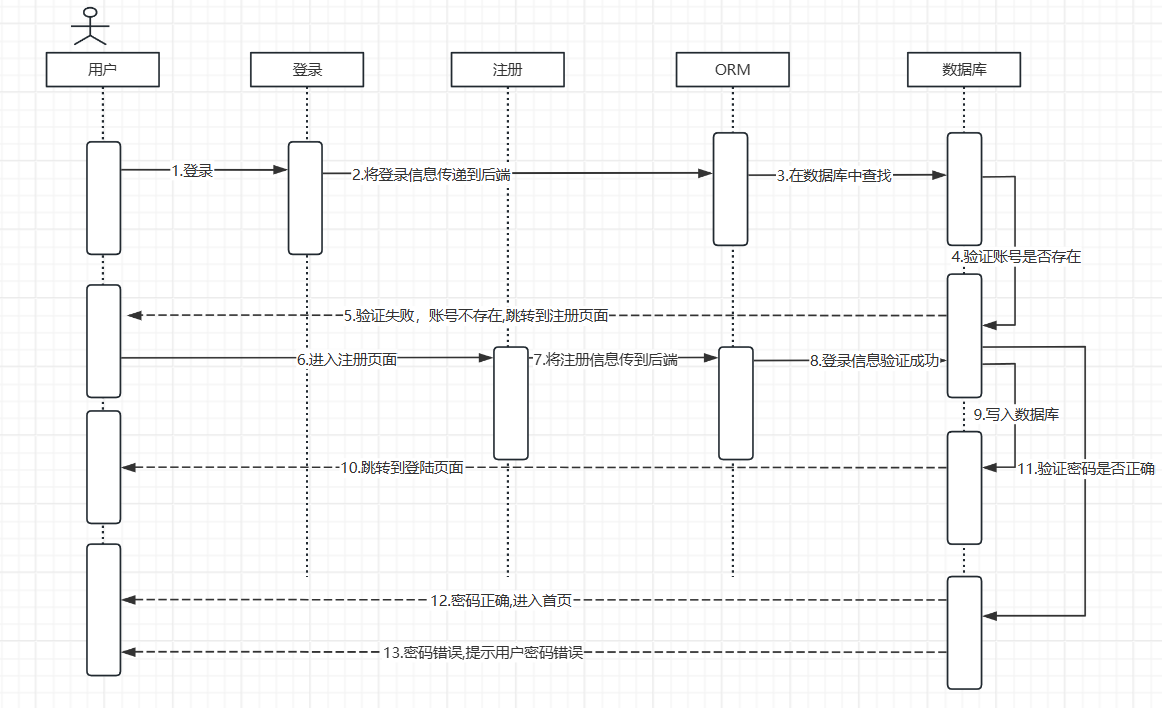 用户
登录
注册
ORM
数据库
1.登录
2.将登录信息传递到后端
3.在数据库中查找
4.验证账号是否存在
5.验证失败，账号不存在,跳转到注册页面
6.进入注册页面
7.将注册信息传到后端
8.登录信息验证成功
9.写入数据库
10.跳转到登陆页面
11.验证密码是否正确
12.密码正确,进入首页
13.密码错误,提示用户密码错误